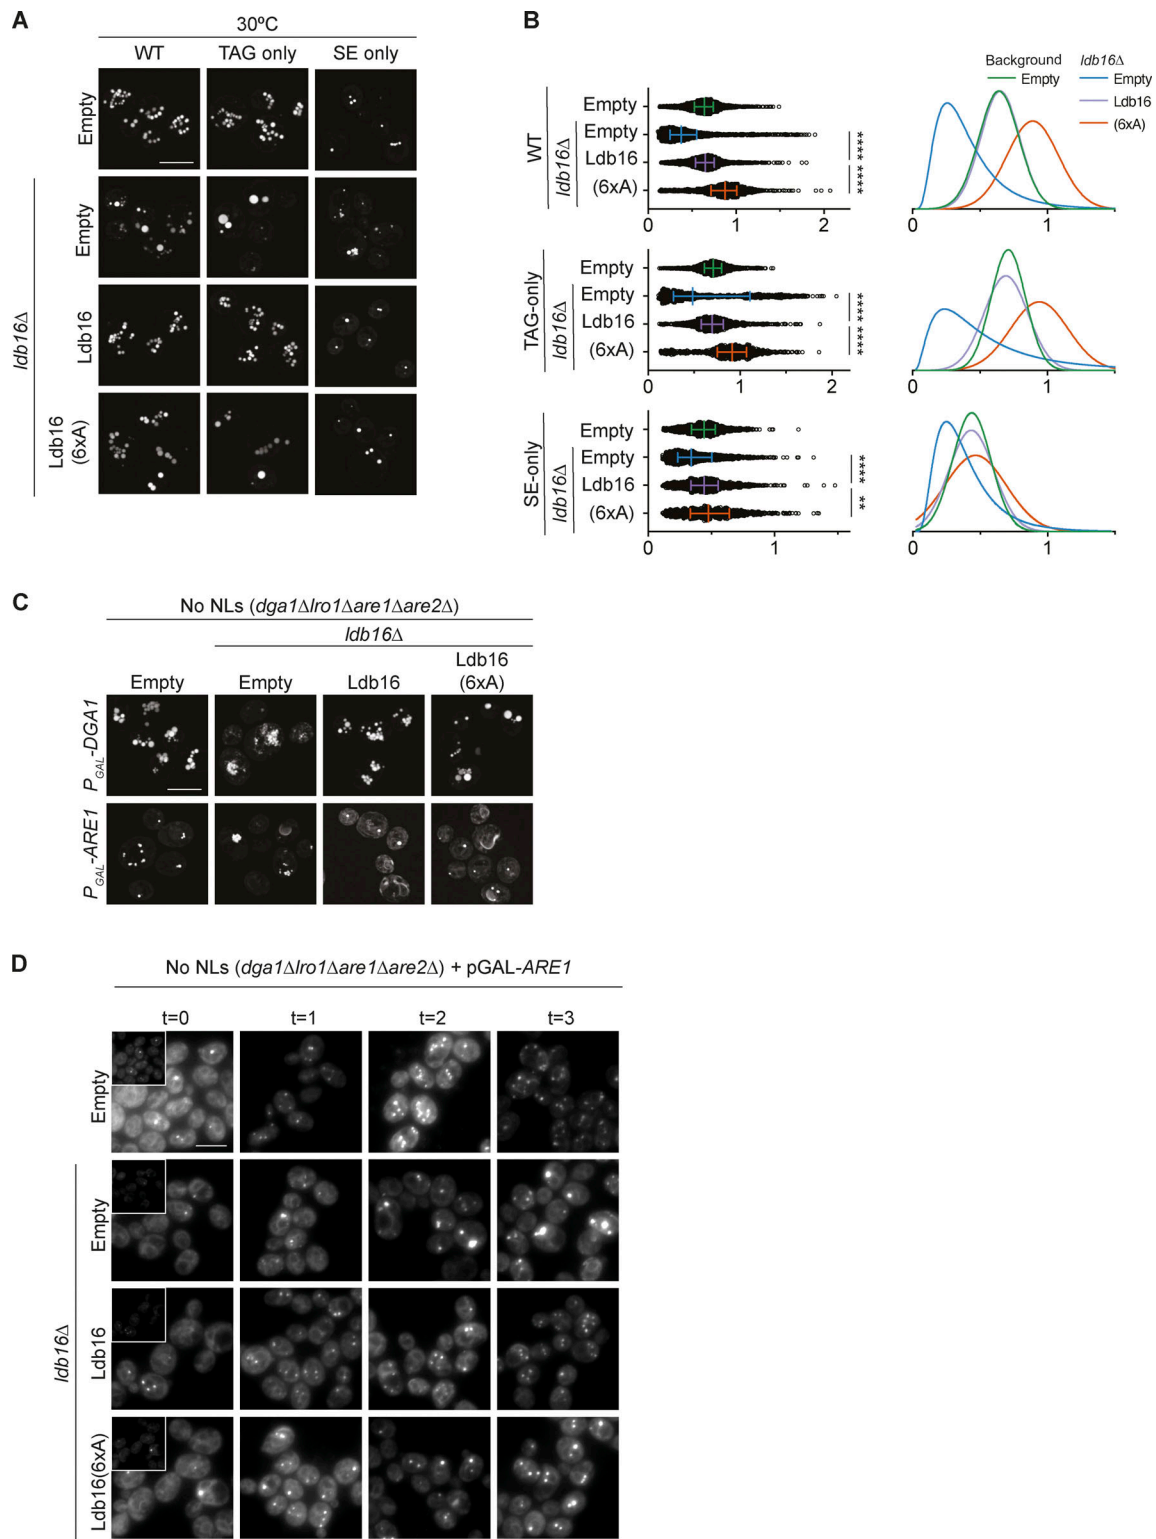 A
30ºC
WT TAG only SE only
Empty
ldb16Δ
Empty
Ldb16
Ldb16
(6xA)
B
Background ldb16Δ
Empty Empty
Ldb16
(6xA)
WT
Empty
ldb16Δ
Empty
Ldb16
(6xA)
**** ****
0 1 2
0 1
TAG-only
Empty
ldb16Δ
Empty
Ldb16
(6xA)
**** ****
0 1 2
0 1
SE-only
Empty
ldb16Δ
Empty
Ldb16
(6xA)
**** **
0 1
0 1
C
No NLs (dga1Δlro1Δare1Δare2Δ)
ldb16Δ
Empty Empty Ldb16 Ldb16
(6xA)
PGAL-DGA1
PGAL-ARE1
D
No NLs (dga1Δlro1Δare1Δare2Δ) + pGAL-ARE1
t=0 t=1 t=2 t=3
Empty
ldb16Δ
Empty
Ldb16
Ldb16(6xA)